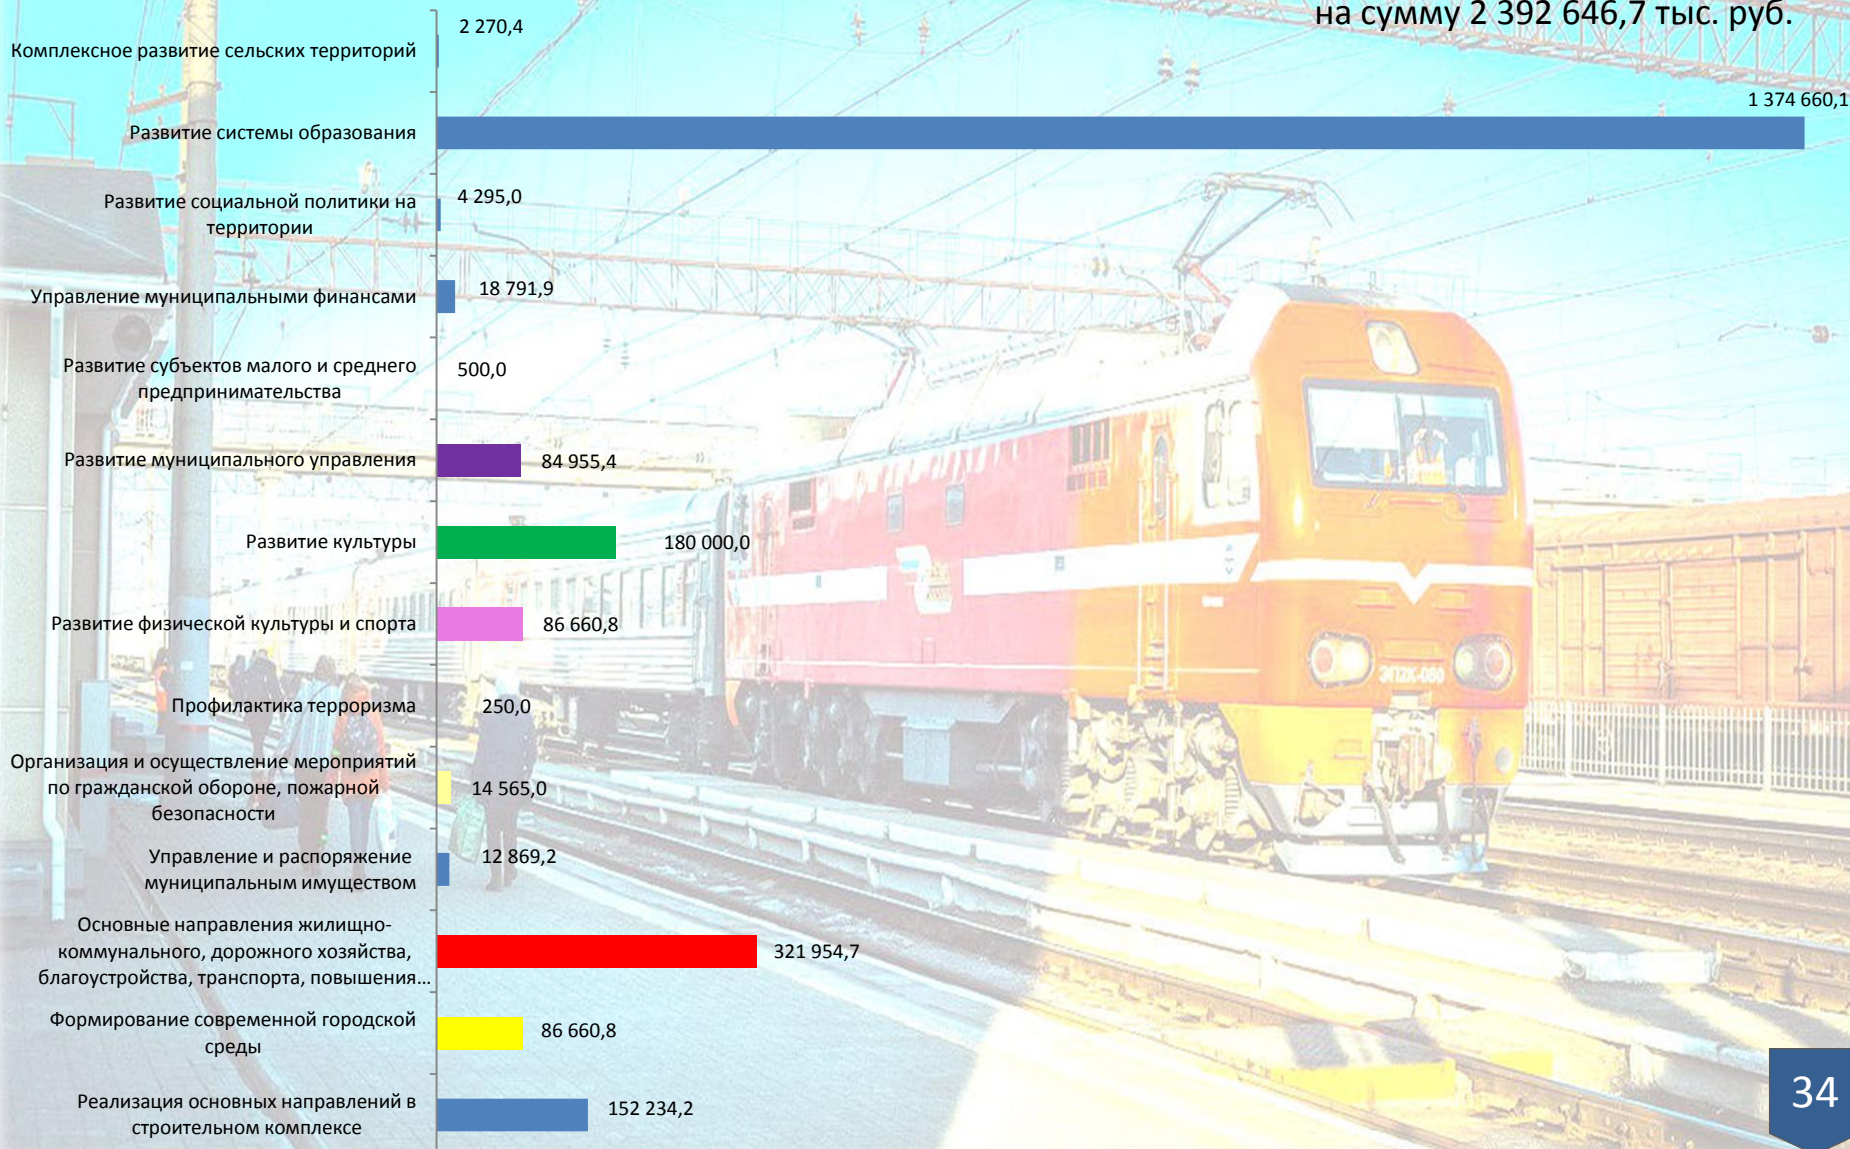 на сумму 2 392 646,7 тыс. руб.
2 270,4
Комплексное развитие сельских территорий
1 374 660,1
Развитие системы образования
4 295,0
Развитие социальной политики на
территории
18 791,9
Управление муниципальными финансами
Развитие субъектов малого и среднего
предпринимательства
500,0
Развитие муниципального управления
84 955,4
Развитие культуры
180 000,0
Развитие физической культуры и спорта
86 660,8
Профилактика терроризма
250,0
Организация и осуществление мероприятий
по гражданской обороне, пожарной
безопасности
14 565,0
Управление и распоряжение
муниципальным имуществом
12 869,2
Основные направления жилищно-
коммунального, дорожного хозяйства,
благоустройства, транспорта, повышения...
321 954,7
Формирование современной городской
среды
86 660,8
Реализация основных направлений в
строительном комплексе
152 234,2
ЭП2К-080
34